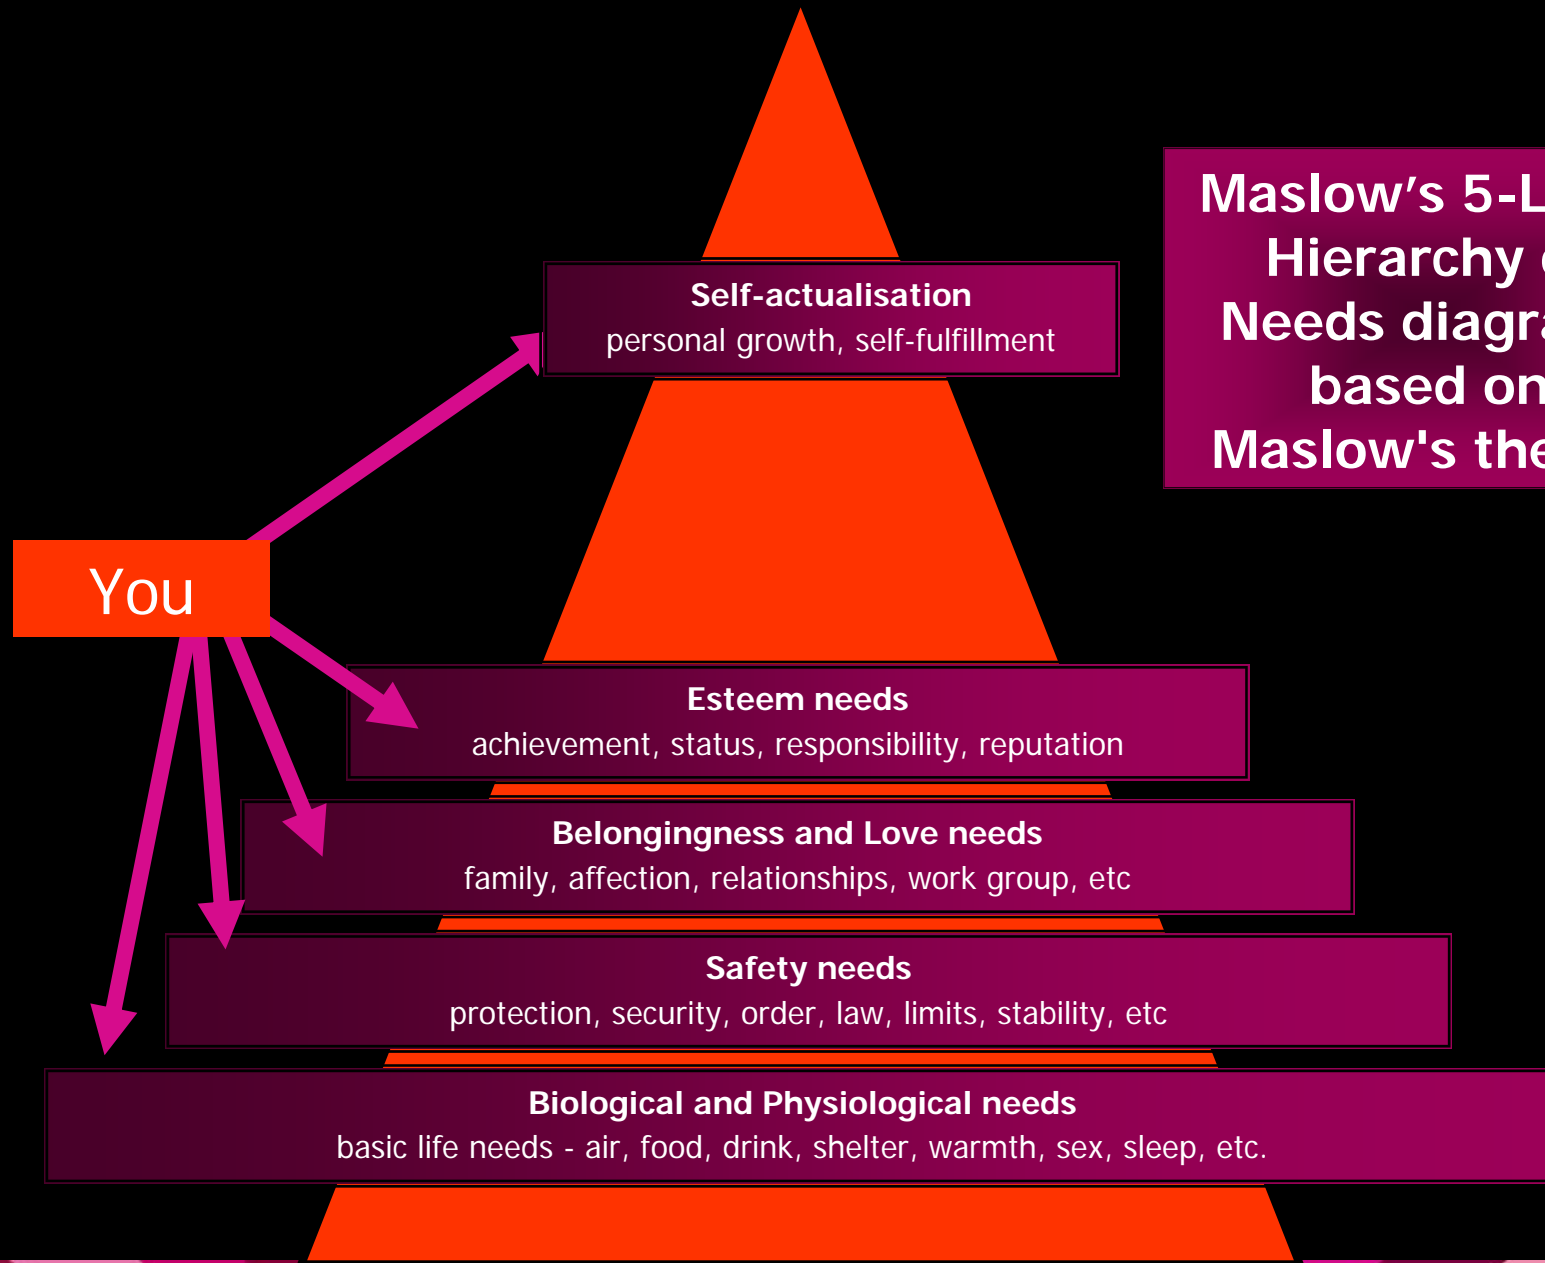 Maslow’s 5-L
Hierarchy
Needs diagra
based on
Maslow's the
Self-actualisation
personal growth, self-fulfillment
You
Esteem needs
achievement, status, responsibility, reputation
Belongingness and Love needs
family, affection, relationships, work group, etc
Safety needs
protection, security, order, law, limits, stability, etc
Biological and Physiological needs
basic life needs - air, food, drink, shelter, warmth, sex, sleep, etc.